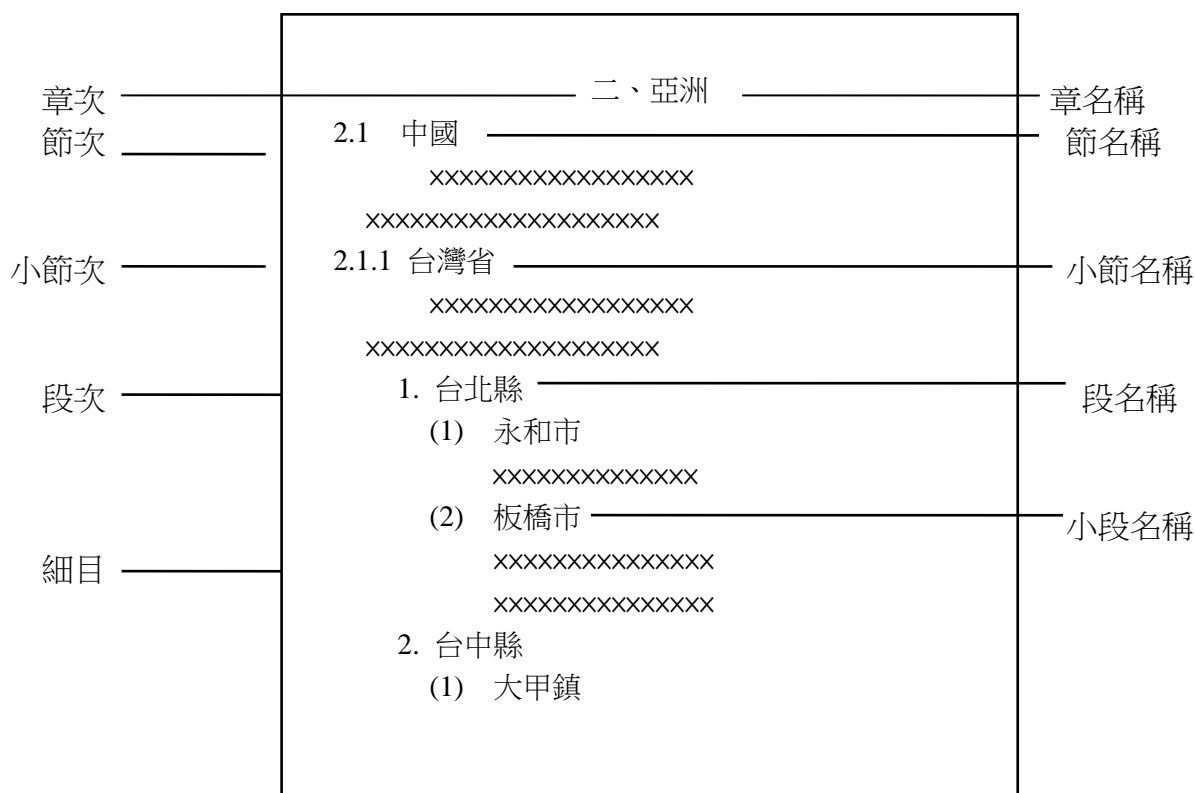 章次 二、亞洲 章名稱
節次 2.1 中國 節名稱
XXXXXXXXXXXXXXXXXX
XXXXXXXXXXXXXXXXXXXX
小節次 2.1.1 台灣省 小節名稱
XXXXXXXXXXXXXXXXXX
XXXXXXXXXXXXXXXXXXXX
段次 1. 台北縣 段名稱
(1) 永和市
XXXXXXXXXXXXXX
(2) 板橋市 小段名稱
細目 XXXXXXXXXXXXXXX
XXXXXXXXXXXXXXX
2. 台中縣
(1) 大甲鎮